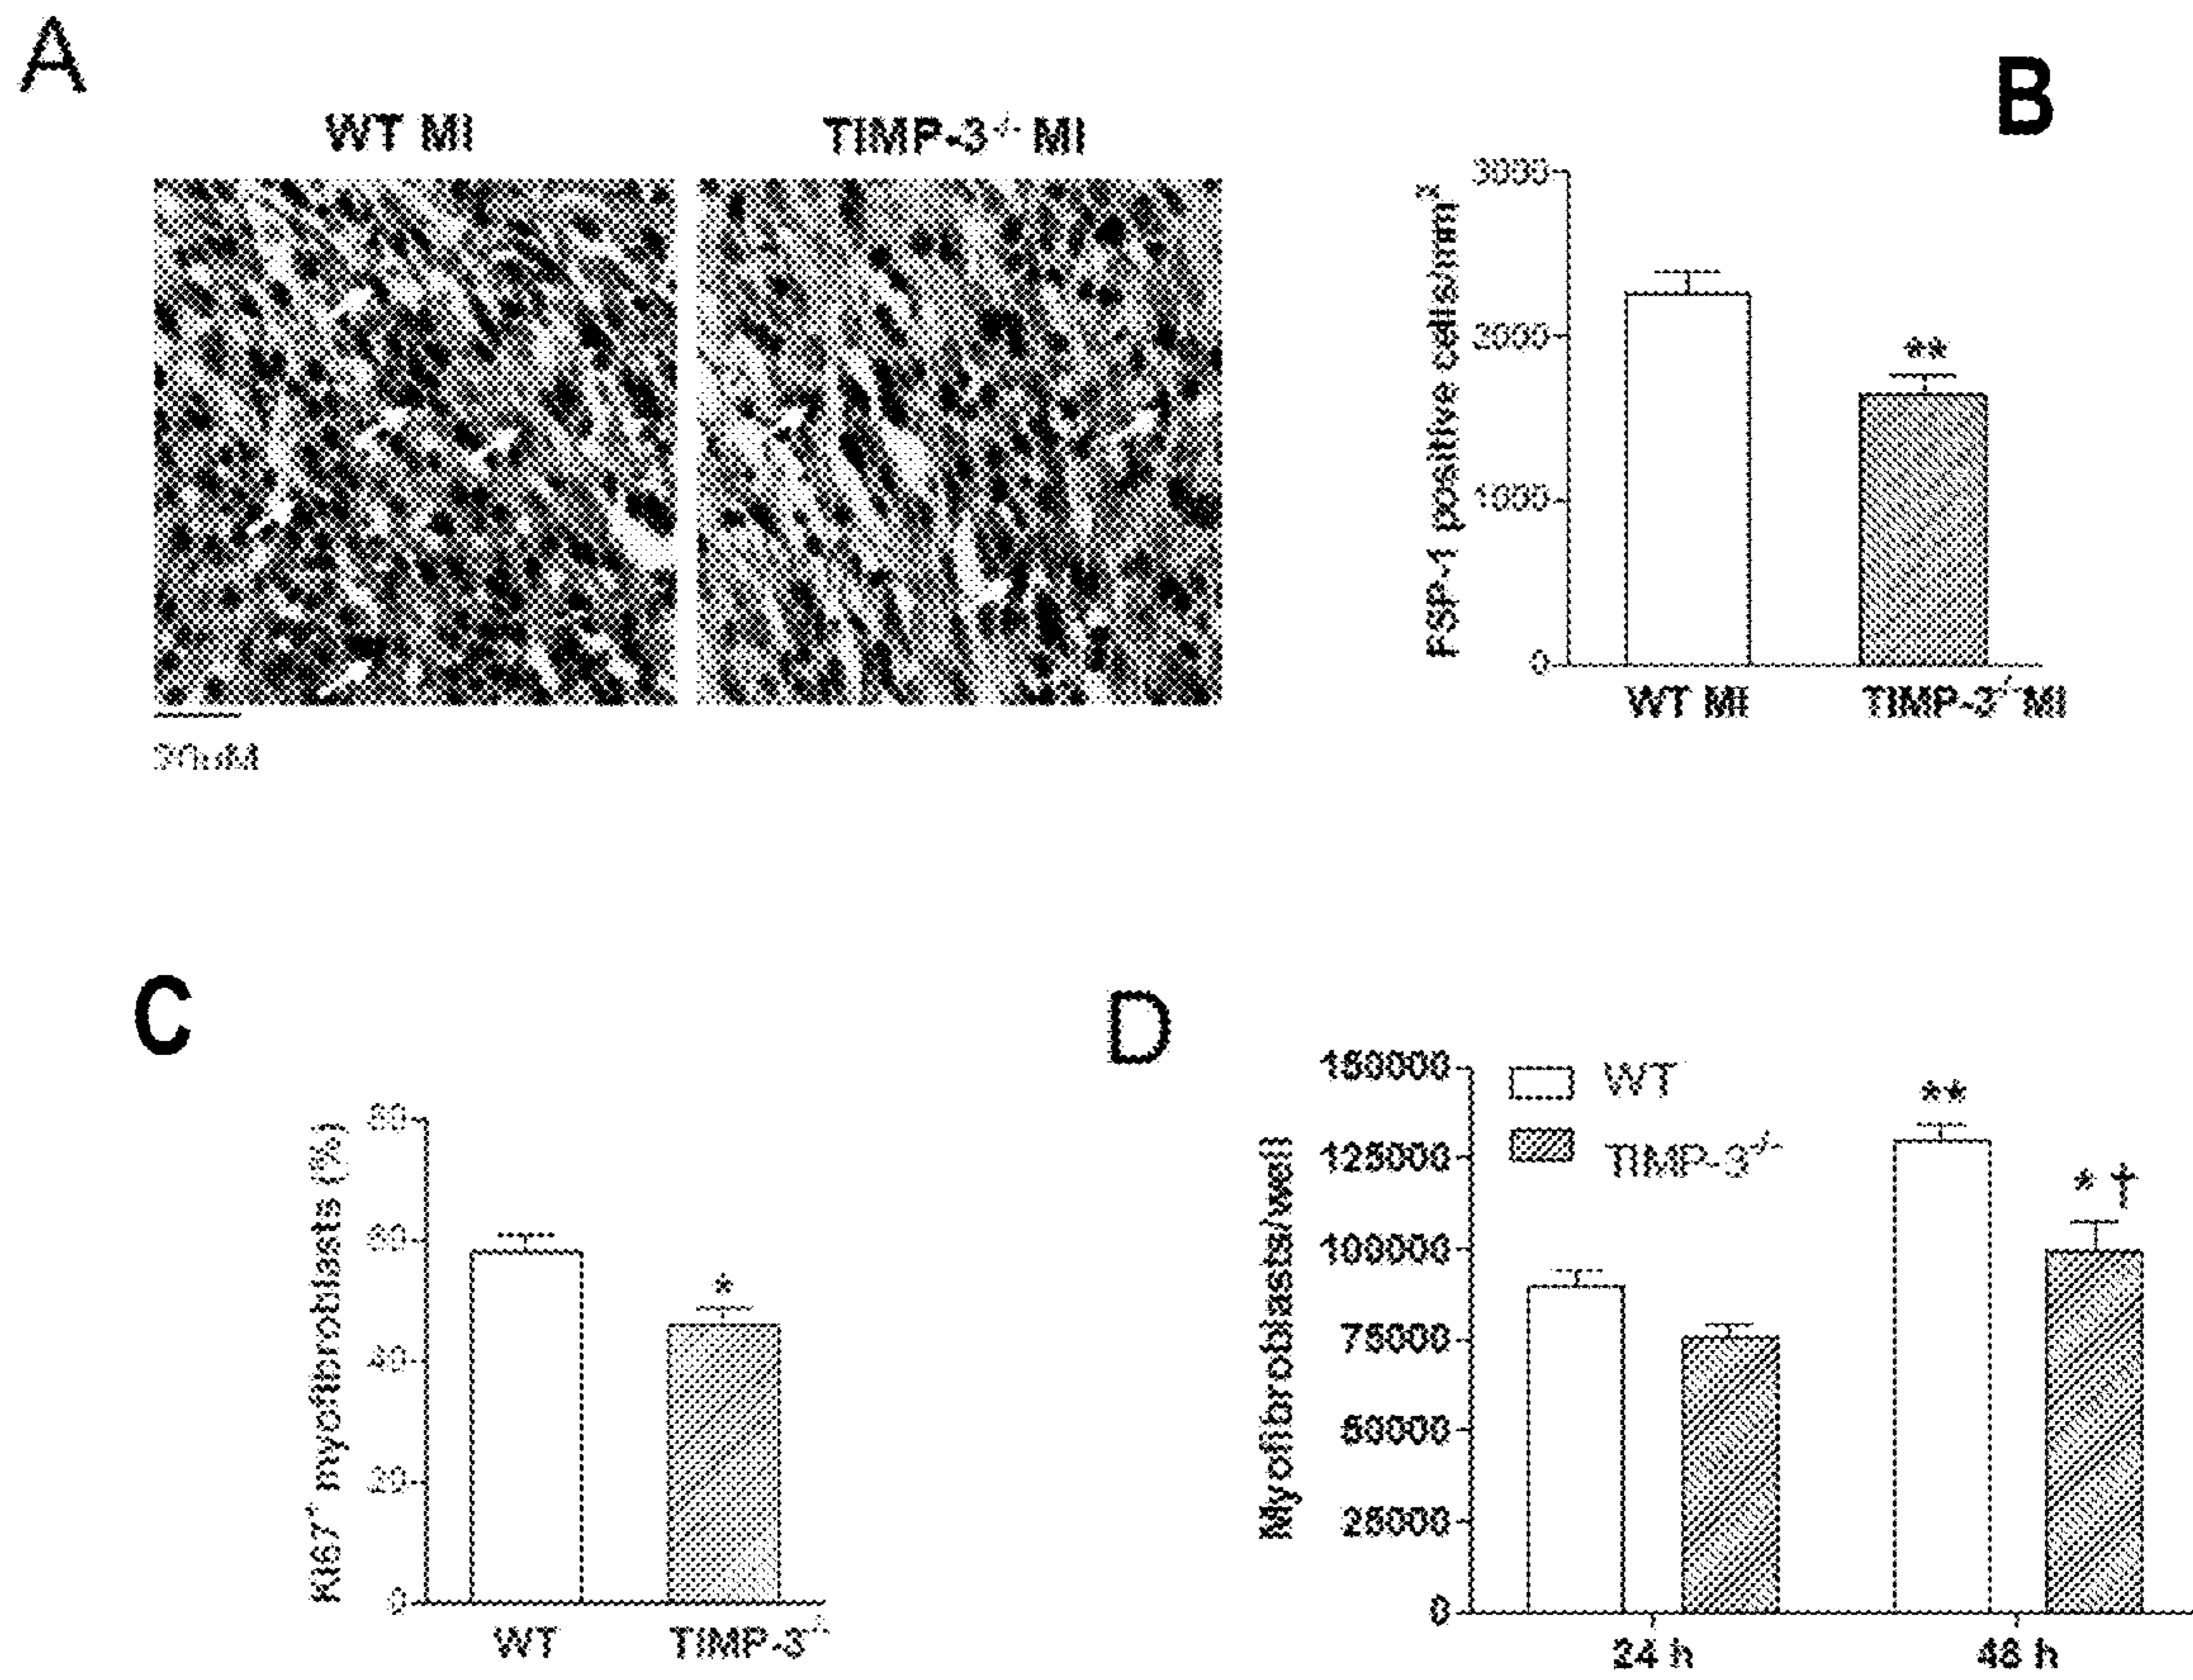 A
WT MI
TIMP-3-/- MI
20uM
B
FSP-1 positive cells/mm²
3000
2000
1000
0
**
WT MI
TIMP-3-/- MI
C
Ki67+ myofibroblasts (%)
80
60
40
20
0
*
WT
TIMP-3-/-
D
Myofibroblasts/well
150000
125000
100000
75000
50000
25000
0
WT
TIMP-3-/-
**
* †
24 h
48 h